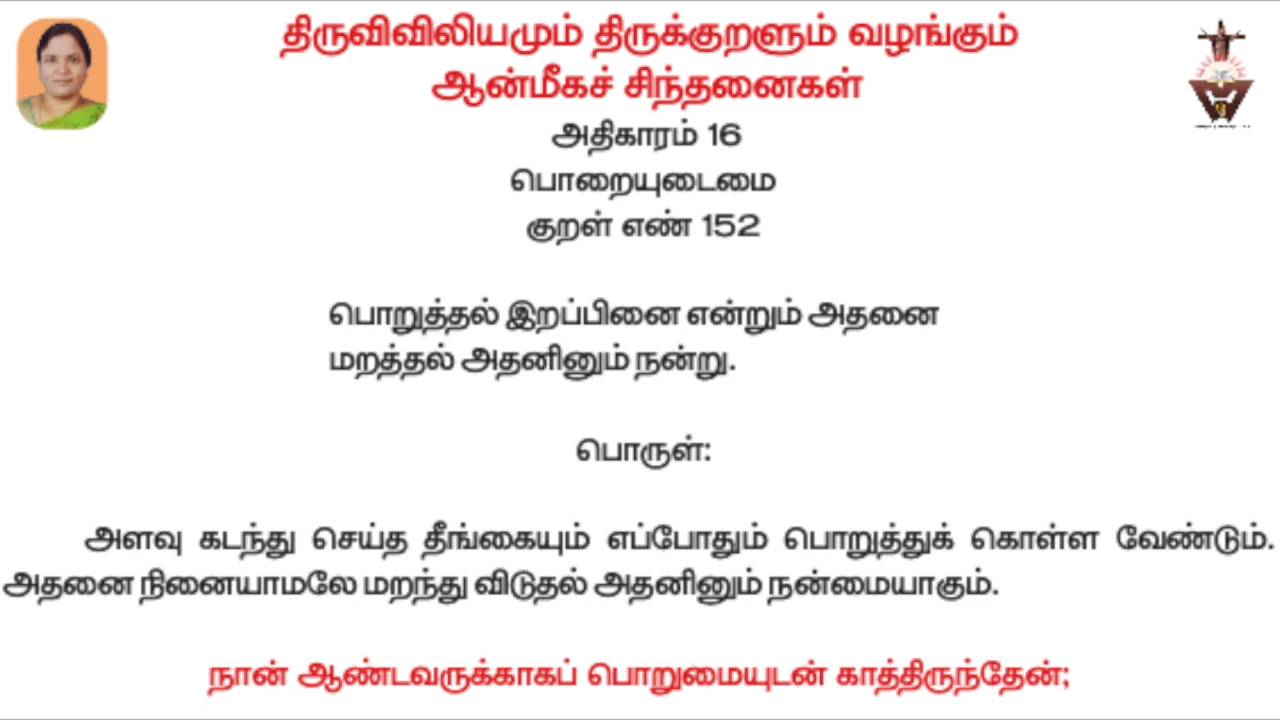 திருவிவிலியமும் திருக்குறளும் வழங்கும்
ஆன்மீகச் சிந்தனைகள்
அதிகாரம் 16
பொறையுடைமை
குறள் எண் 152
பொறுத்தல் இறப்பினை என்றும் அதனை
மறத்தல் அதனினும் நன்று.
பொருள்:
அளவு கடந்து செய்த தீங்கையும் எப்போதும் பொறுத்துக் கொள்ள வேண்டும்.
அதனை நினையாமலே மறந்து விடுதல் அதனினும் நன்மையாகும்.
நான் ஆண்டவருக்காகப் பொறுமையுடன் காத்திருந்தேன்;